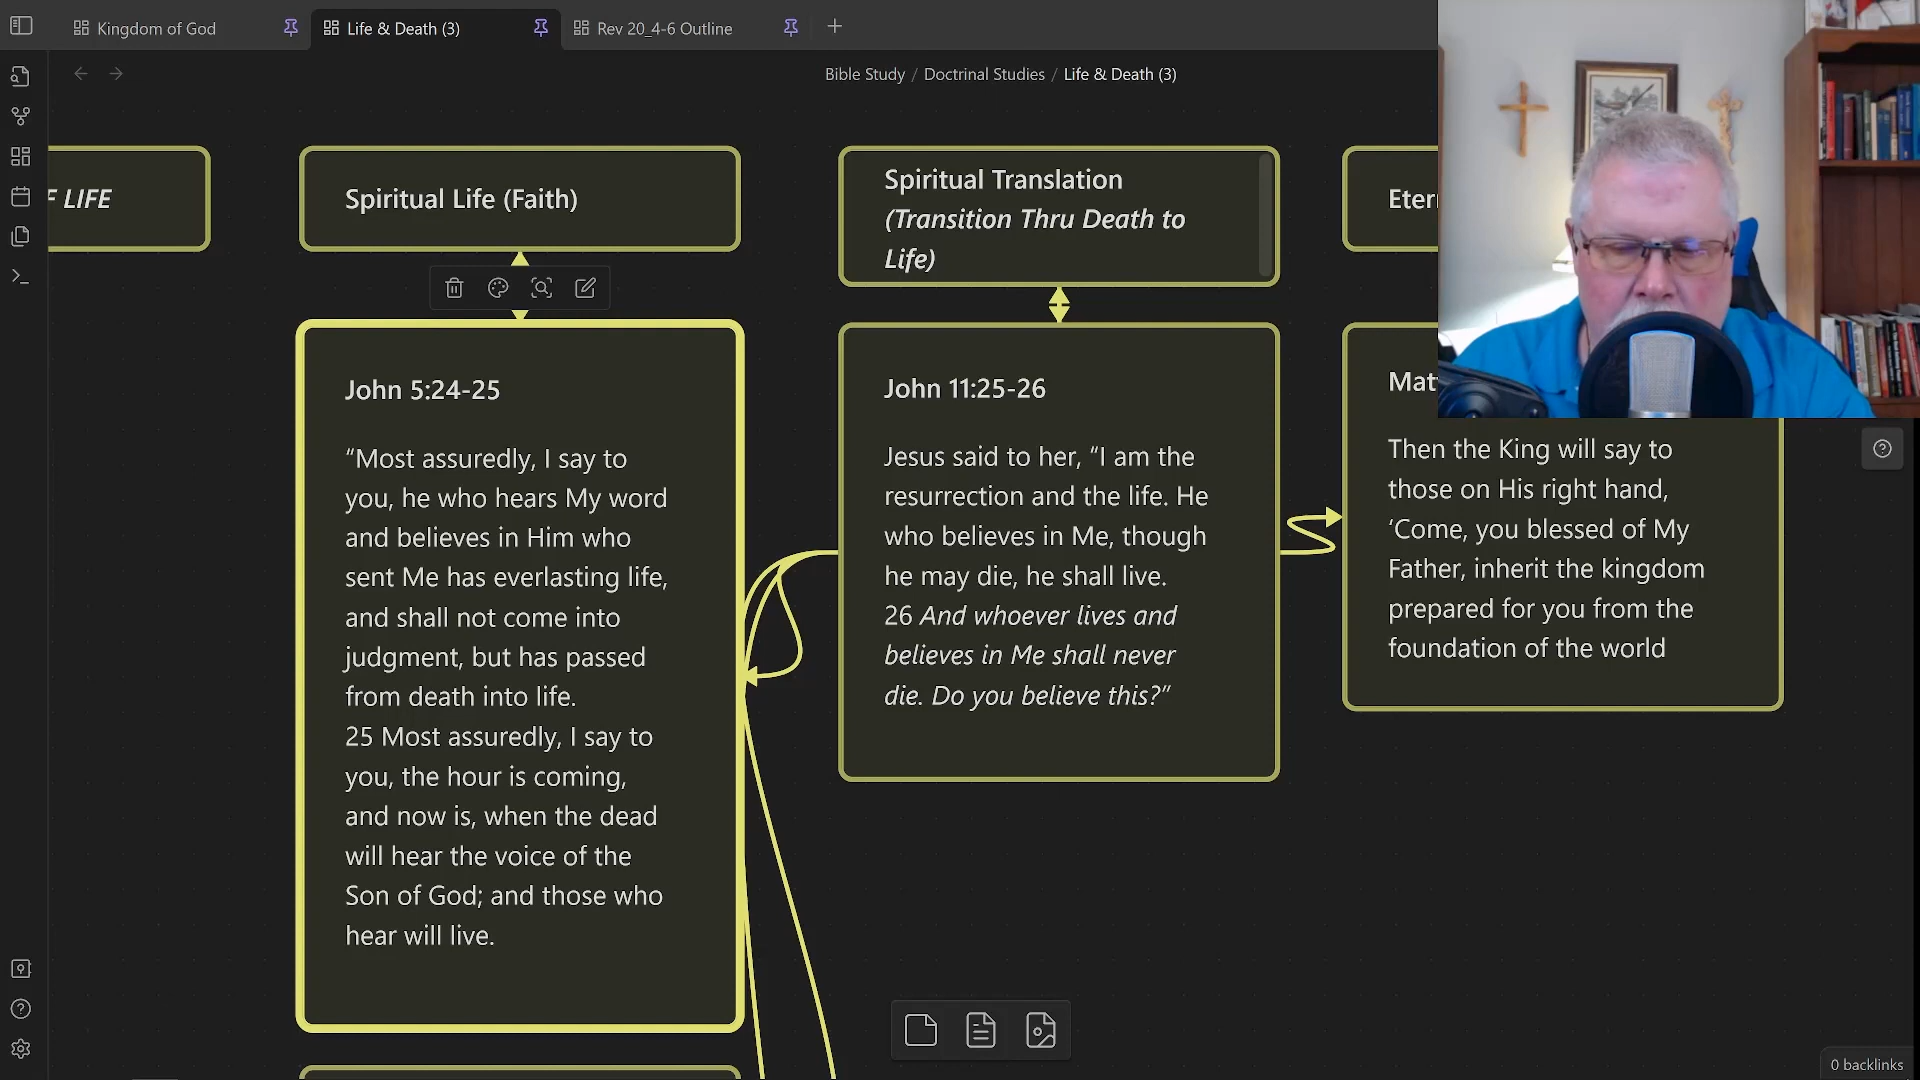 Kingdom of God
Life & Death (3)
Rev 20_4-6 Outline
Bible Study / Doctrinal Studies / Life & Death (3)
LIFE
Spiritual Life (Faith)
Spiritual Translation
(Transition Thru Death to
Life)
John 5:24-25
“Most assuredly, I say to
you, he who hears My word
and believes in Him who
sent Me has everlasting life,
and shall not come into
judgment, but has passed
from death into life.
25 Most assuredly, I say to
you, the hour is coming,
and now is, when the dead
will hear the voice of the
Son of God; and those who
hear will live.
John 11:25-26
Jesus said to her, “I am the
resurrection and the life. He
who believes in Me, though
he may die, he shall live.
26 And whoever lives and
believes in Me shall never
die. Do you believe this?”
Then the King will say to
those on His right hand,
‘Come, you blessed of My
Father, inherit the kingdom
prepared for you from the
foundation of the world
0 backlinks